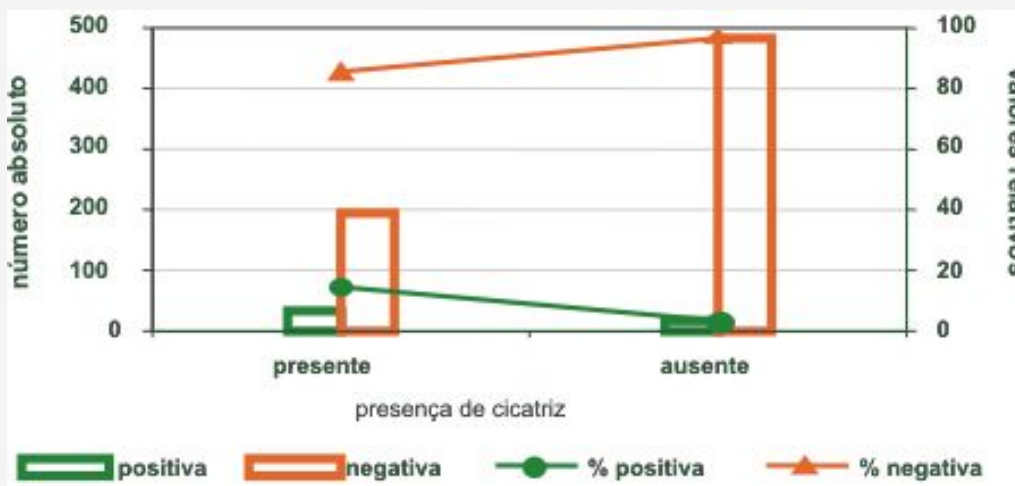 número absoluto
500
400
300
200
100
0
100
80
60
40
20
0
presente
ausente
presença de cicatriz
positiva
negativa
% positiva
% negativa